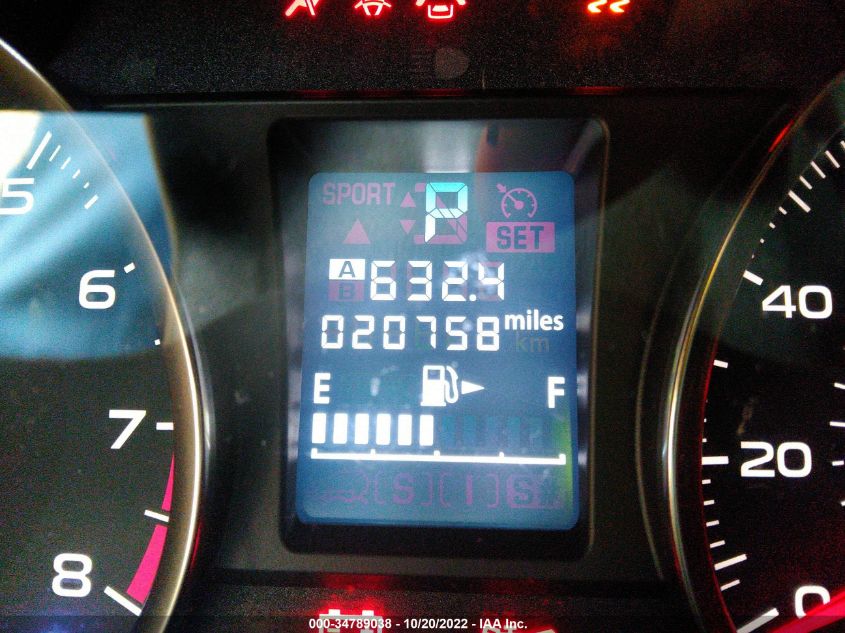 SPORT P
SET
A 632.4
B
020758 miles
km
E F
[S] [I] S
5
6
7
8
40
20
0
000-34789038 - 10/20/2022 - IAA Inc.